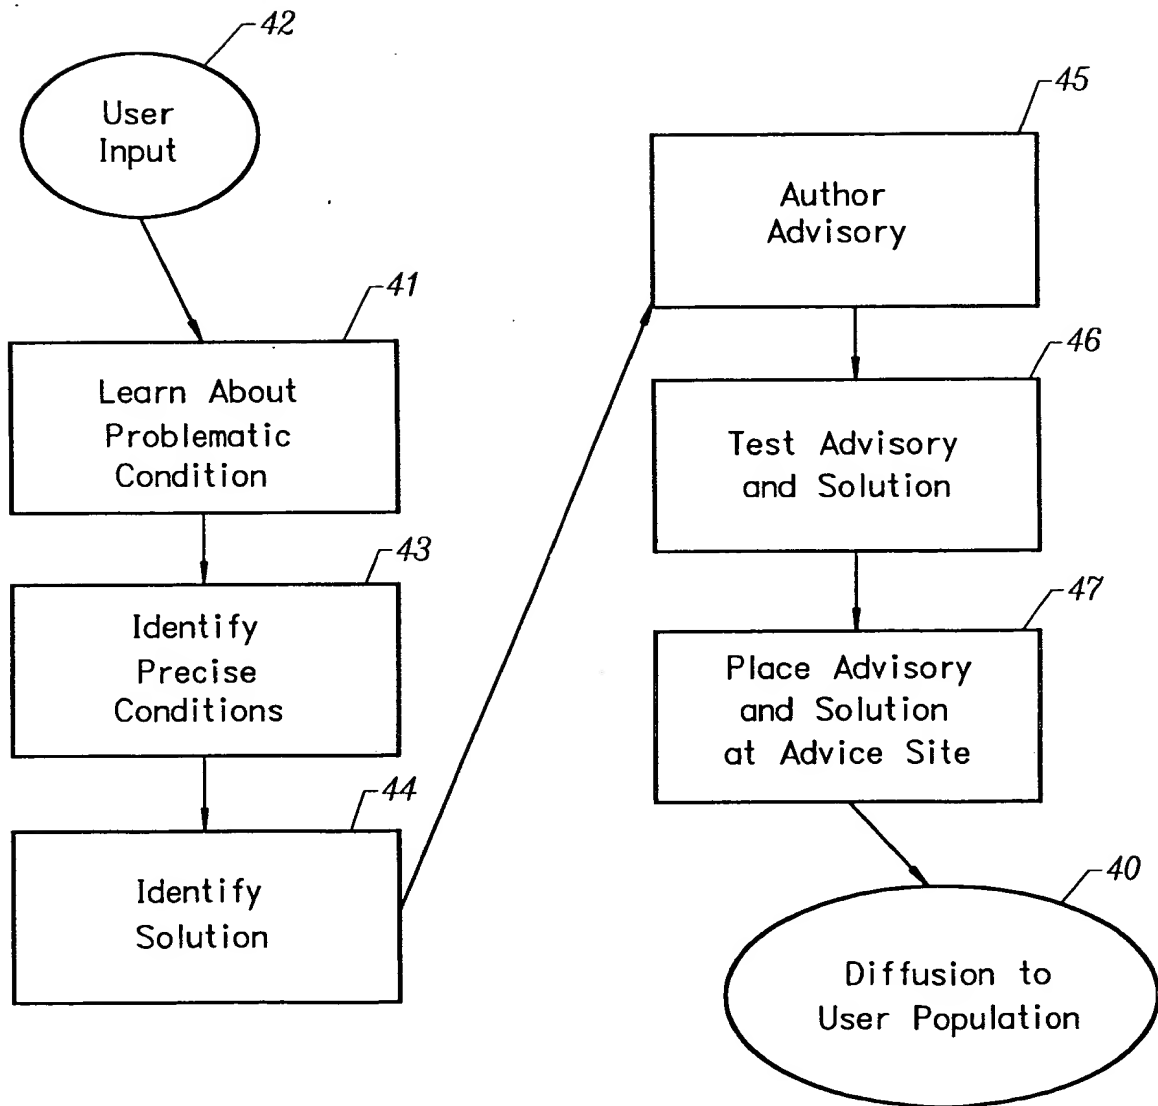 42
User
Input
41
Learn About
Problematic
Condition
43
Identify
Precise
Conditions
44
Identify
Solution
45
Author
Advisory
46
Test Advisory
and Solution
47
Place Advisory
and Solution
at Advice Site
40
Diffusion to
User Population